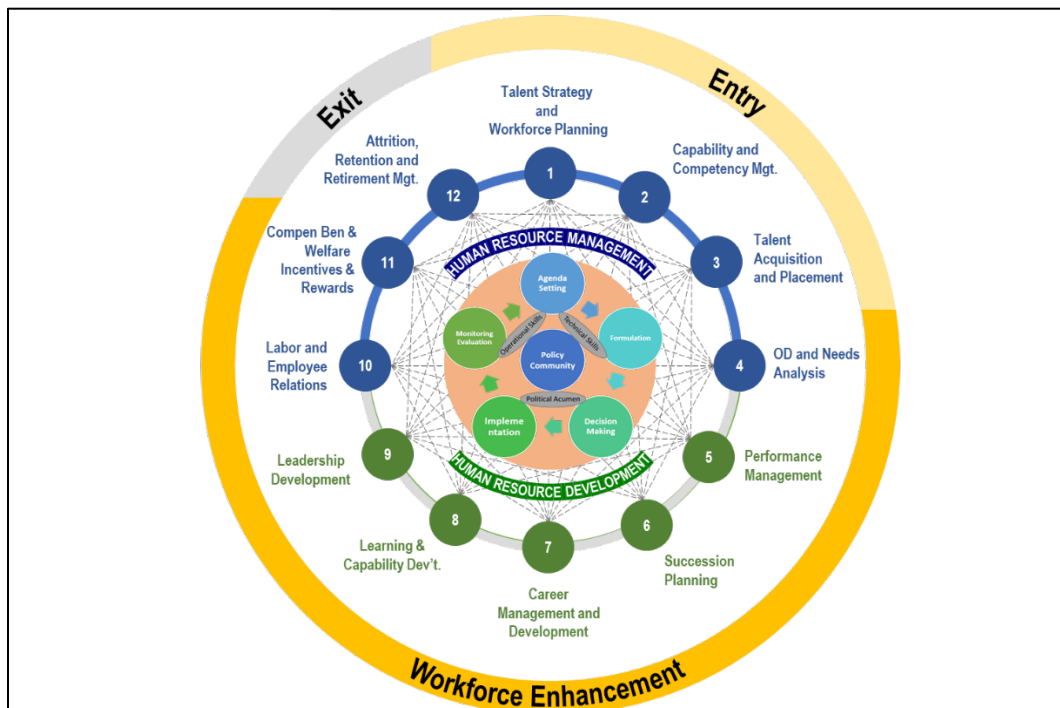 Exit
Entry
Talent Strategy
and
Workforce Planning
Attrition,
Retention and
Retirement Mgt.
Capability and
Competency Mgt.
1
12
2
Compen Ben &
Welfare
Incentives &
Rewards
11
HUMAN RESOURCE MANAGEMENT
3
Talent
Acquisition
and Placement
Agenda
Setting
Operational Skills
Technical Skills
Monitoring
Evaluation
Formulation
Policy
Community
Labor and
Employee
Relations
10
4
OD and Needs
Analysis
Political Acumen
Impleme
ntation
Decision
Making
Leadership
Development
9
HUMAN RESOURCE DEVELOPMENT
5
Performance
Management
8
6
7
Learning &
Capability Dev't.
Succession
Planning
Career
Management and
Development
Workforce Enhancement